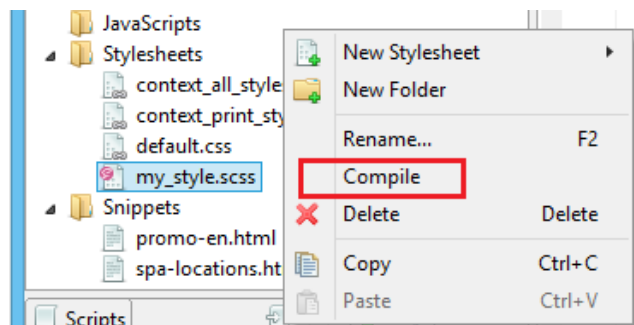 JavaScripts
Stylesheets
context_all_style
context_print_sty
default.css
my_style.scss
Snippets
promo-en.html
spa-locations.ht
Scripts
New Stylesheet
New Folder
Rename... F2
Compile
Delete Delete
Copy Ctrl+C
Paste Ctrl+V